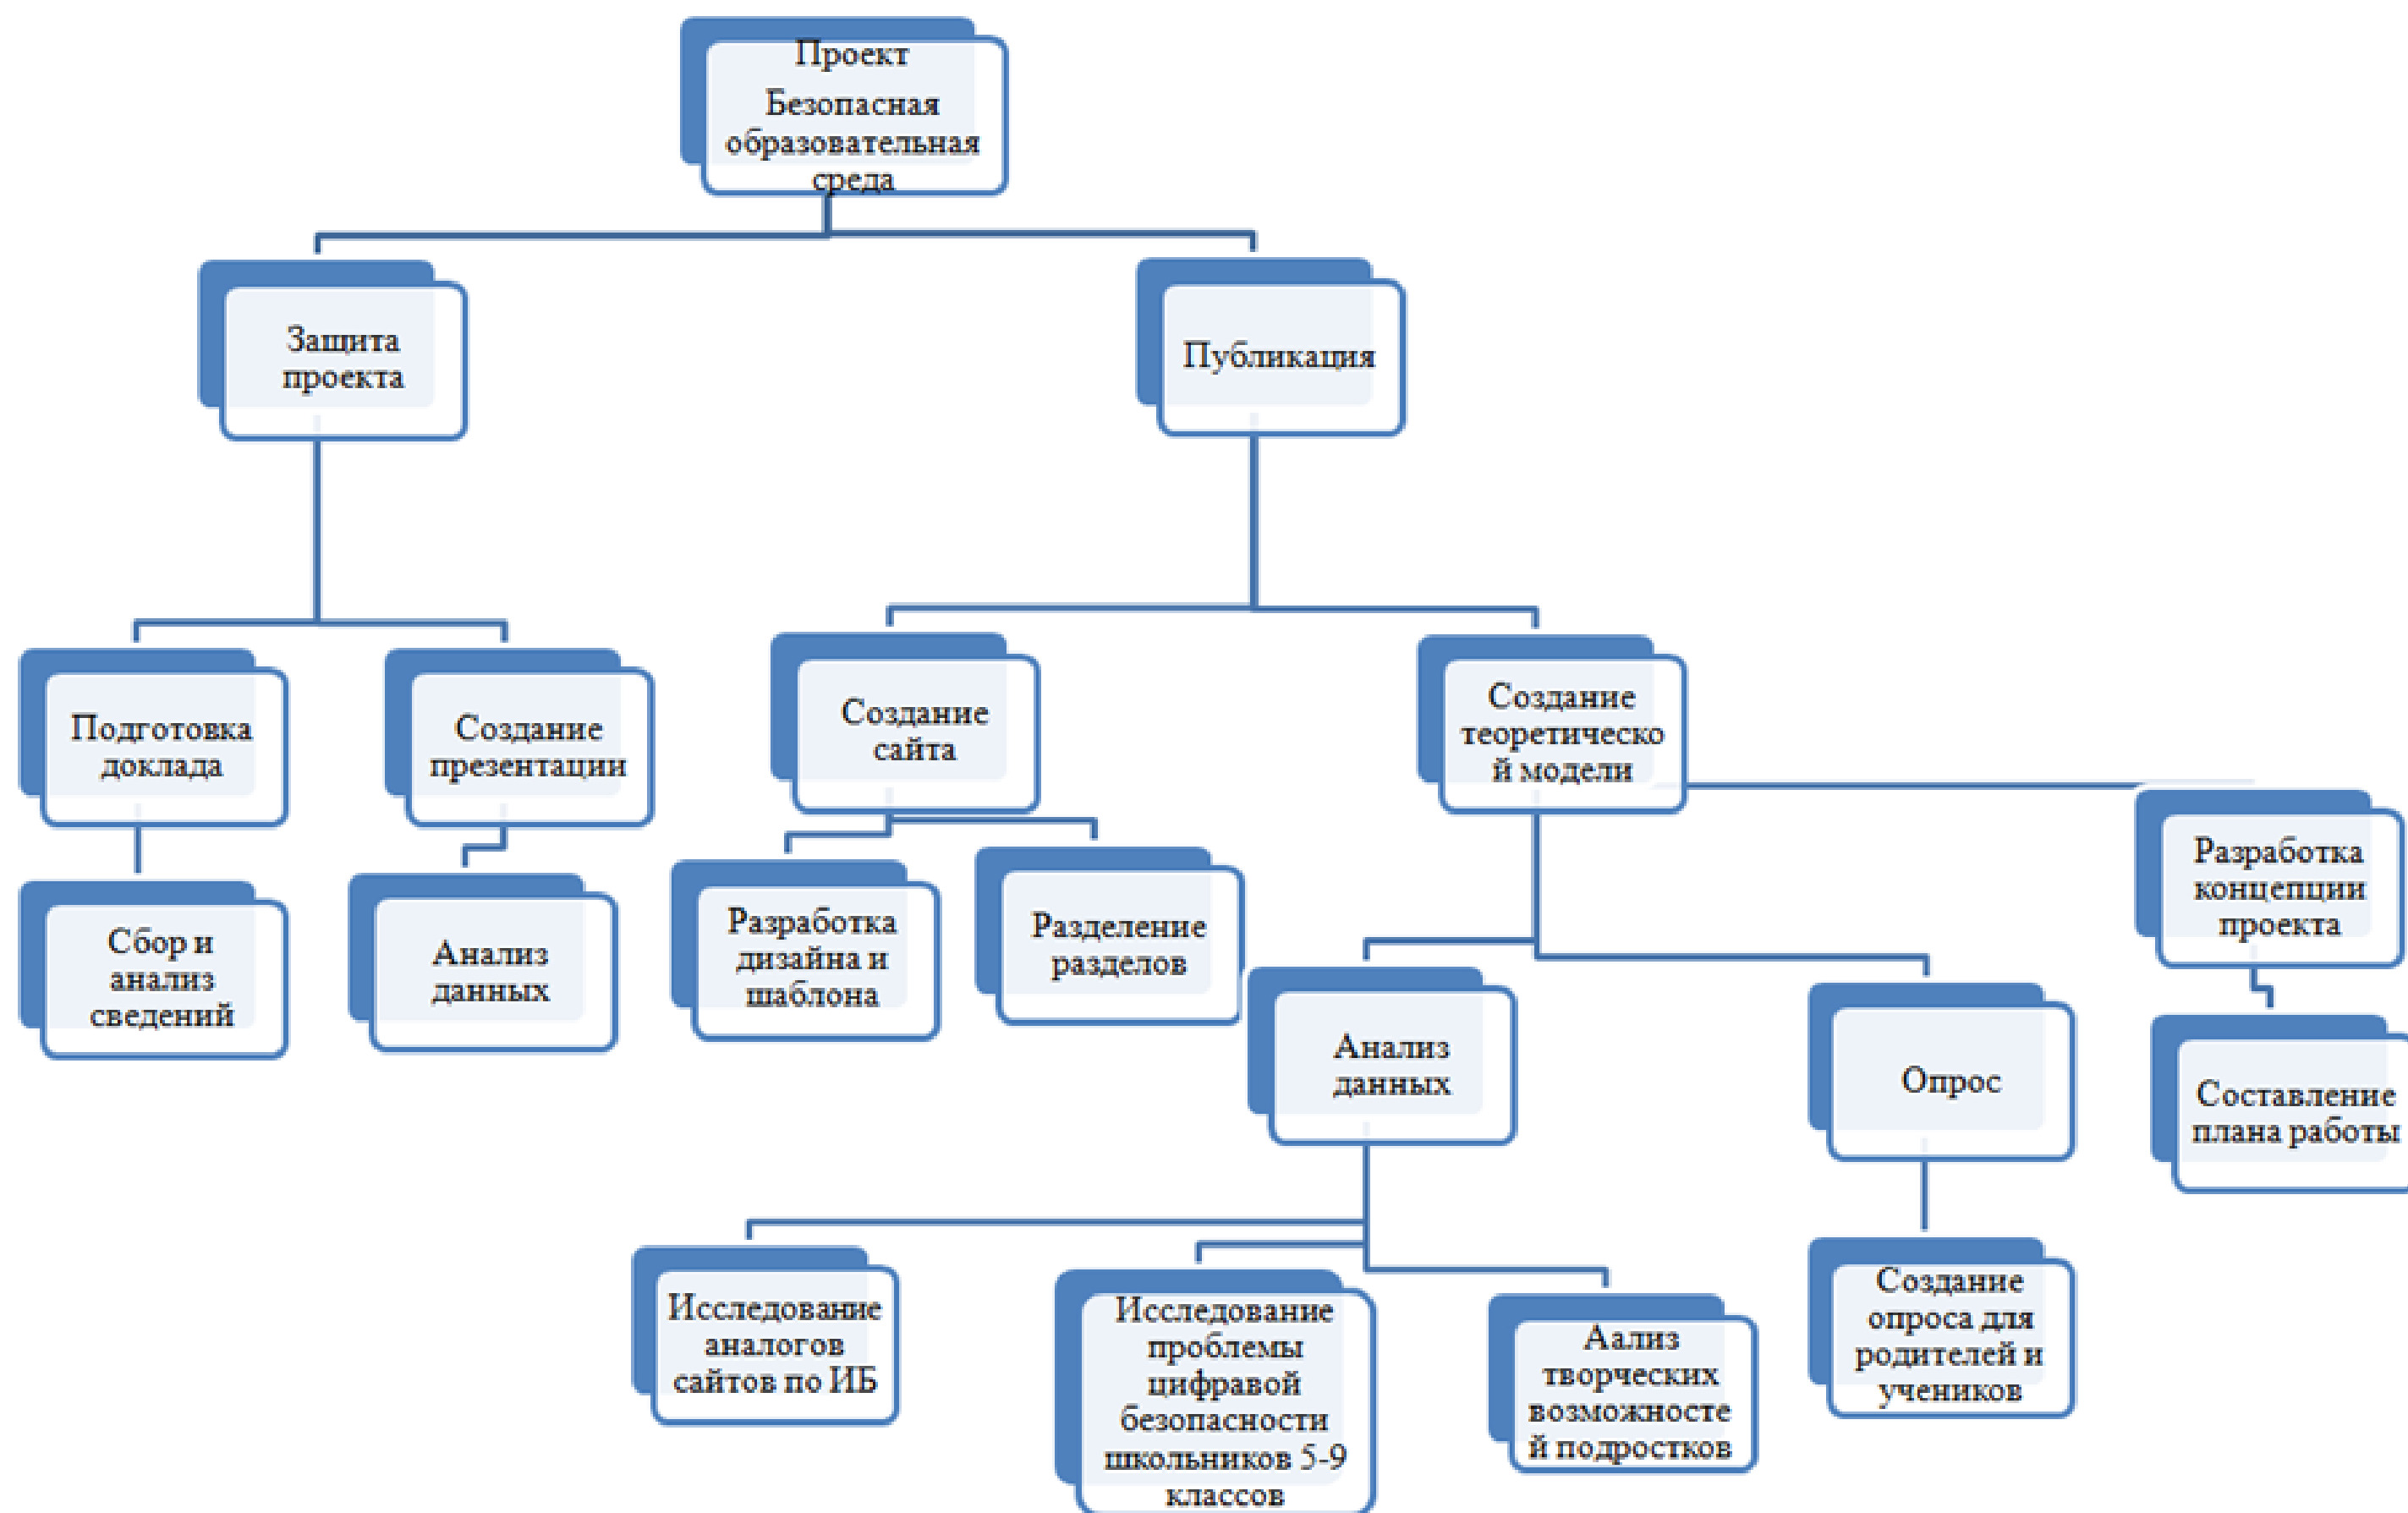 Проект
Безопасная
образовательная
среда
Защита
проекта
Публикация
Подготовка
доклада
Создание
презентации
Создание
сайта
Создание
теоретическо
й модели
Разработка
концепции
проекта
Сбор и
анализ
сведений
Анализ
данных
Разработка
дизайна и
шаблона
Разделение
разделов
Анализ
данных
Опрос
Составление
плана работы
Исследование
аналогов
сайтов по ИБ
Исследование
проблемы
цифравой
безопасности
школьников 5-9
классов
Аализ
творческих
возможносте
й подростков
Создание
опроса для
родителей и
учеников